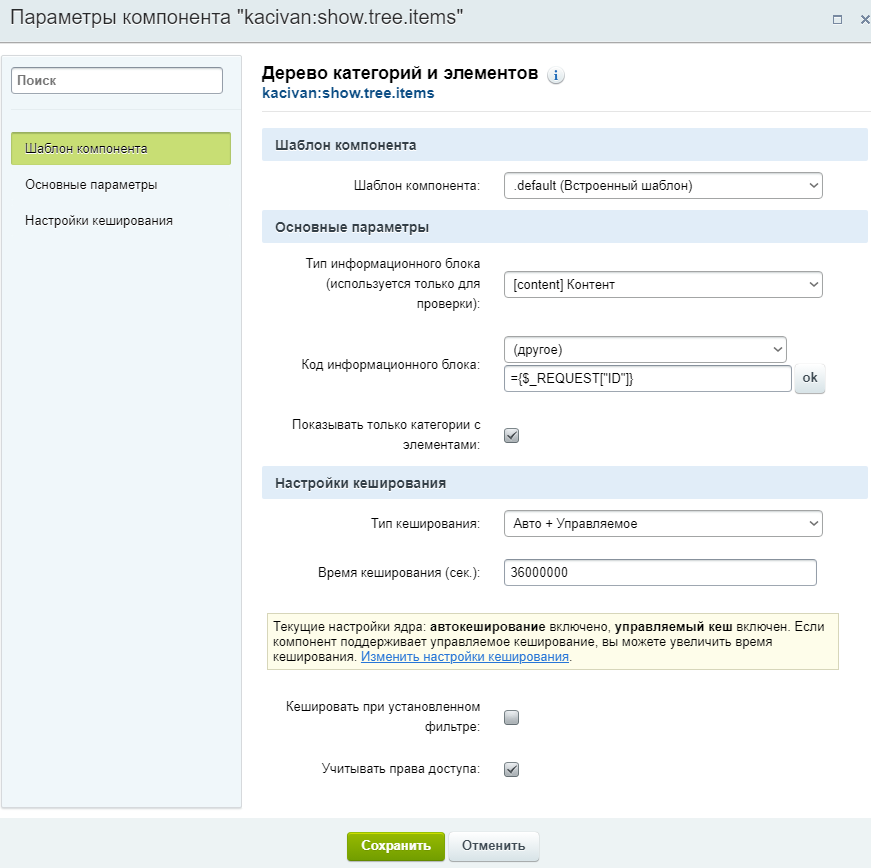 Параметры компонента "kacivan:show.tree.items"
Поиск
Шаблон компонента
Основные параметры
Настройки кеширования
Дерево категорий и элементов
kacivan:show.tree.items
Шаблон компонента
Шаблон компонента:
.default (Встроенный шаблон)
Основные параметры
Тип информационного блока
(используется только для
проверки):
[content] Контент
Код информационного блока:
(другое)
={$_REQUEST["ID"]}
ok
Показывать только категории с
элементами:
Настройки кеширования
Тип кеширования:
Авто + Управляемое
Время кеширования (сек.):
36000000
Текущие настройки ядра: автокеширование включено, управляемый кеш включен. Если
компонент поддерживает управляемое кеширование, вы можете увеличить время
кеширования. Изменить настройки кеширования.
Кешировать при установленном
фильтре:
Учитывать права доступа:
Сохранить
Отменить